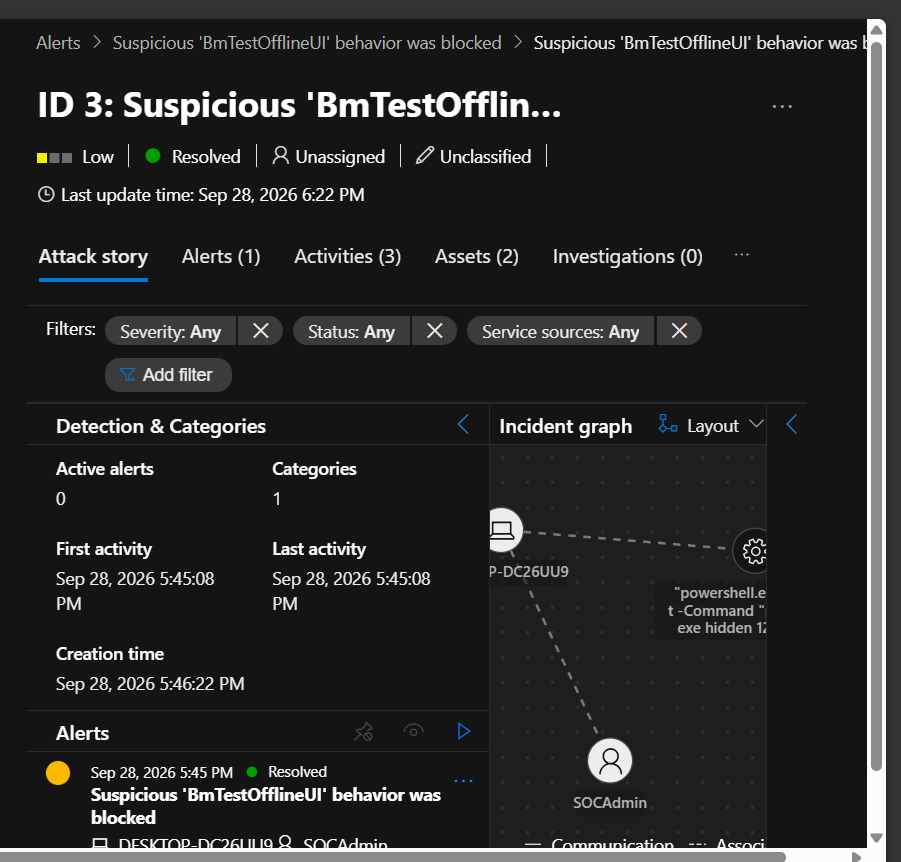 Alerts > Suspicious 'BmTestOfflineUI' behavior was blocked > Suspicious 'BmTestOfflineUI' behavior was
ID 3: Suspicious 'BmTestOfflin...
Low | Resolved | Unassigned | Unclassified |
Last update time: Sep 28, 2026 6:22 PM
Attack story Alerts (1) Activities (3) Assets (2) Investigations (0) ...
Filters: Severity: Any Status: Any Service sources: Any
Add filter
Detection & Categories
Active alerts Categories
0 1
First activity Last activity
Sep 28, 2026 5:45:08 Sep 28, 2026 5:45:08
PM PM
Creation time
Sep 28, 2026 5:46:22 PM
Alerts
Sep 28, 2026 5:45 PM Resolved
Suspicious 'BmTestOfflineUI' behavior was
blocked
DESKTOP-DC26UU9 SOCAdmin
Incident graph Layout
P-DC26UU9
"powershell.e
t -Command "
exe hidden 12
SOCAdmin
Communication Associ